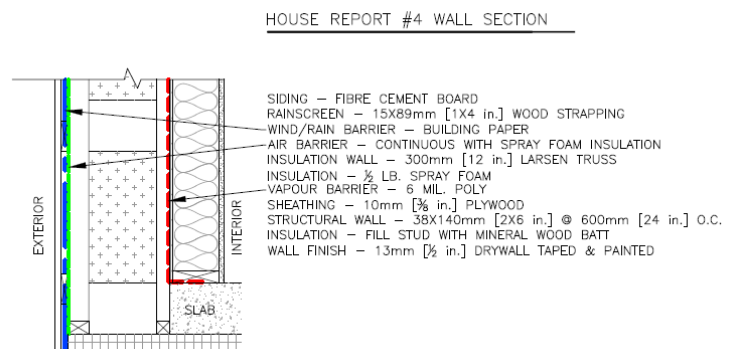 HOUSE REPORT #4 WALL SECTION
SIDING – FIBRE CEMENT BOARD
RAINSCREEN – 15X89mm [1X4 in.] WOOD STRAPPING
WIND/RAIN BARRIER – BUILDING PAPER
AIR BARRIER – CONTINUOUS WITH SPRAY FOAM INSULATION
INSULATION WALL – 300mm [12 in.] LARSEN TRUSS
INSULATION – ½ LB. SPRAY FOAM
VAPOUR BARRIER – 6 MIL. POLY
SHEATHING – 10mm [⅜ in.] PLYWOOD
STRUCTURAL WALL – 38X140mm [2X6 in.] @ 600mm [24 in.] O.C.
INSULATION – FILL STUD WITH MINERAL WOOD BATT
WALL FINISH – 13mm [½ in.] DRYWALL TAPED & PAINTED
EXTERIOR
INTERIOR
SLAB